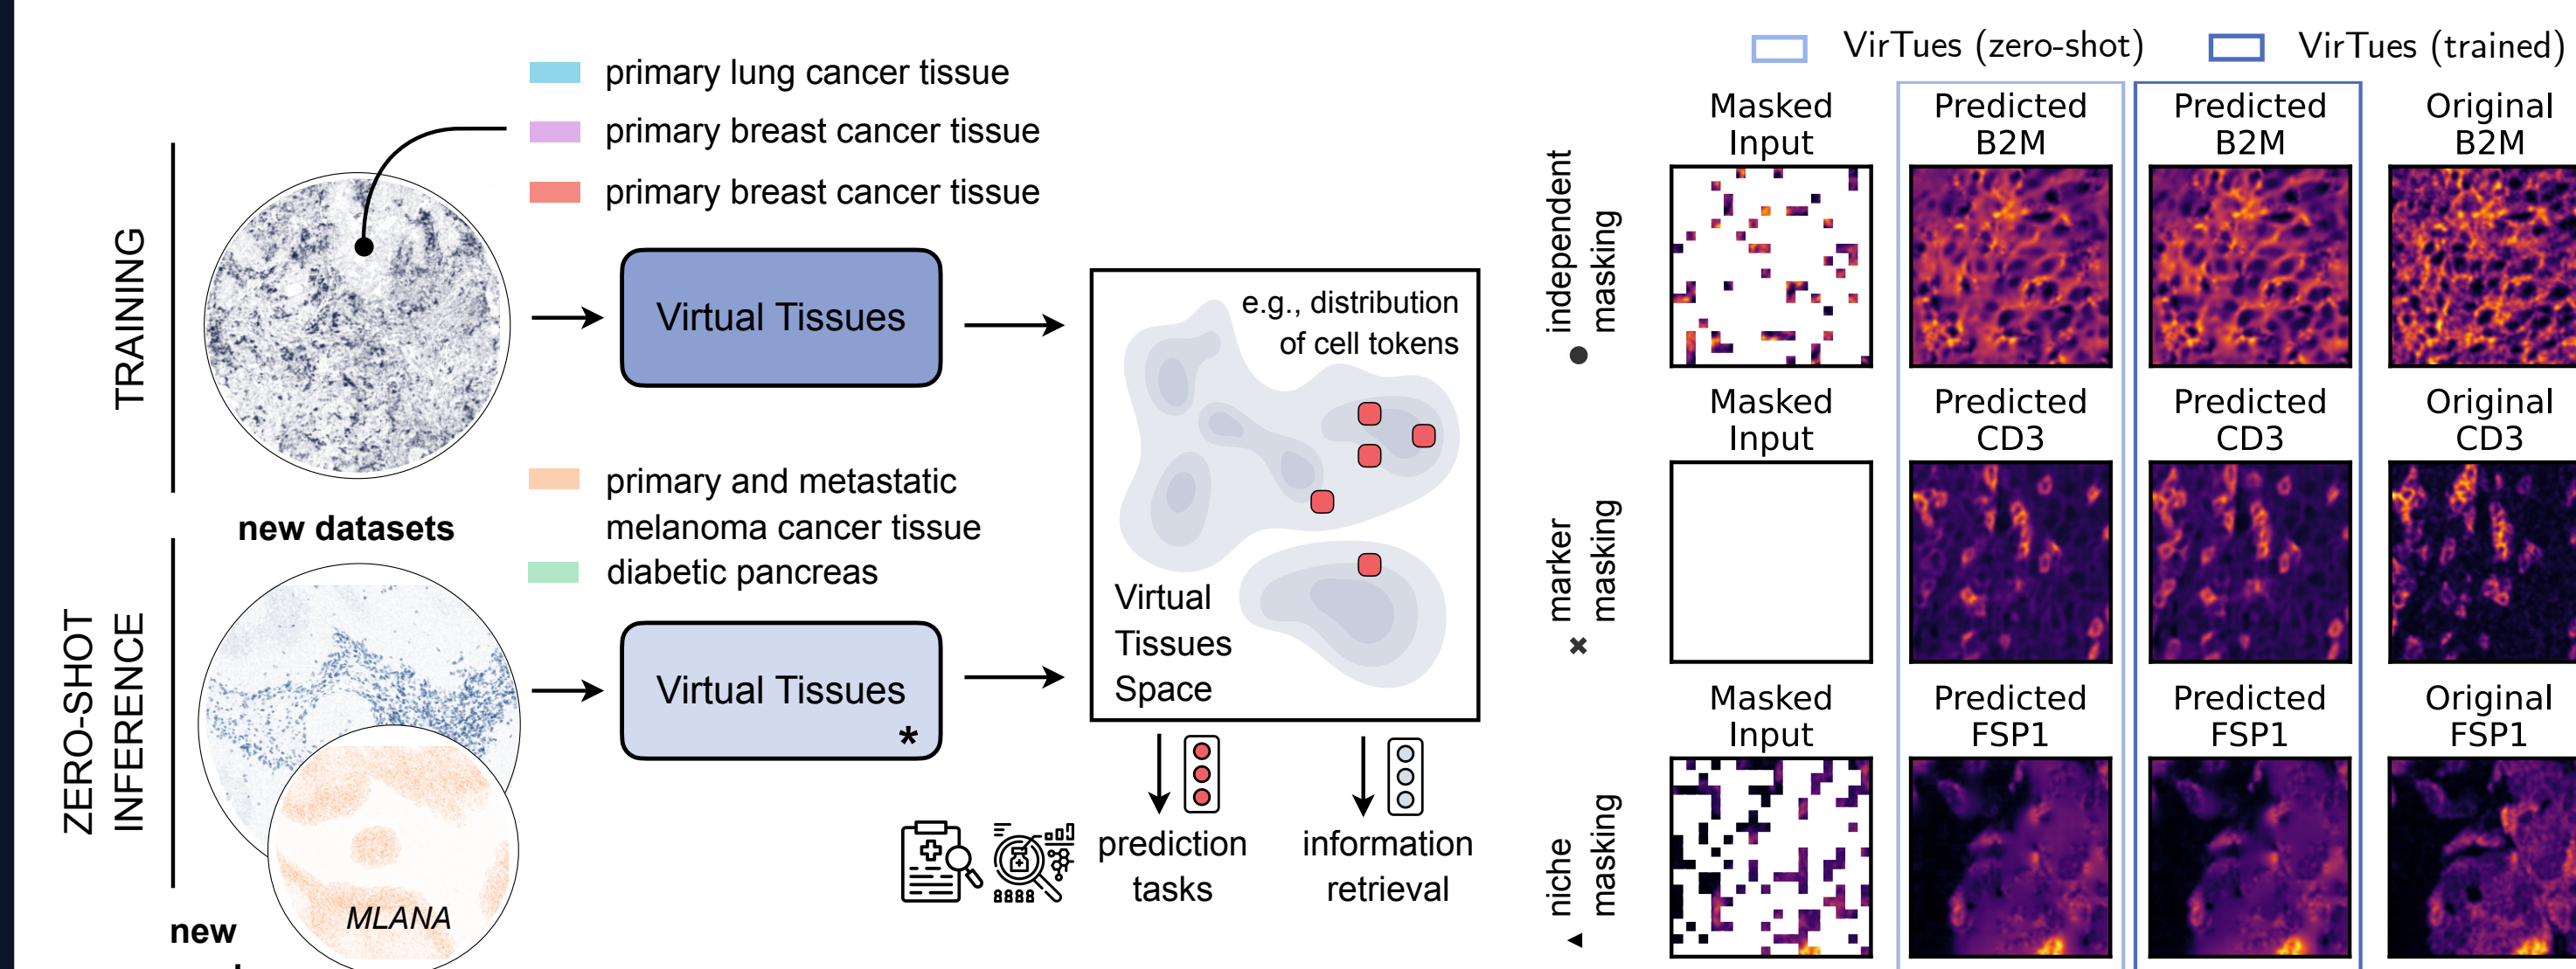 primary lung cancer tissue
primary breast cancer tissue
primary breast cancer tissue
TRAINING
Virtual Tissues
e.g., distribution
of cell tokens
Virtual
Tissues
Space
new datasets
primary and metastatic
melanoma cancer tissue
diabetic pancreas
ZERO-SHOT
INFERENCE
Virtual Tissues
*
MLANA
new
prediction
tasks
information
retrieval
VirTues (zero-shot)
VirTues (trained)
independent
masking
Masked
Input
Predicted
B2M
Predicted
B2M
Original
B2M
marker
masking
Masked
Input
Predicted
CD3
Predicted
CD3
Original
CD3
niche
masking
Masked
Input
Predicted
FSP1
Predicted
FSP1
Original
FSP1